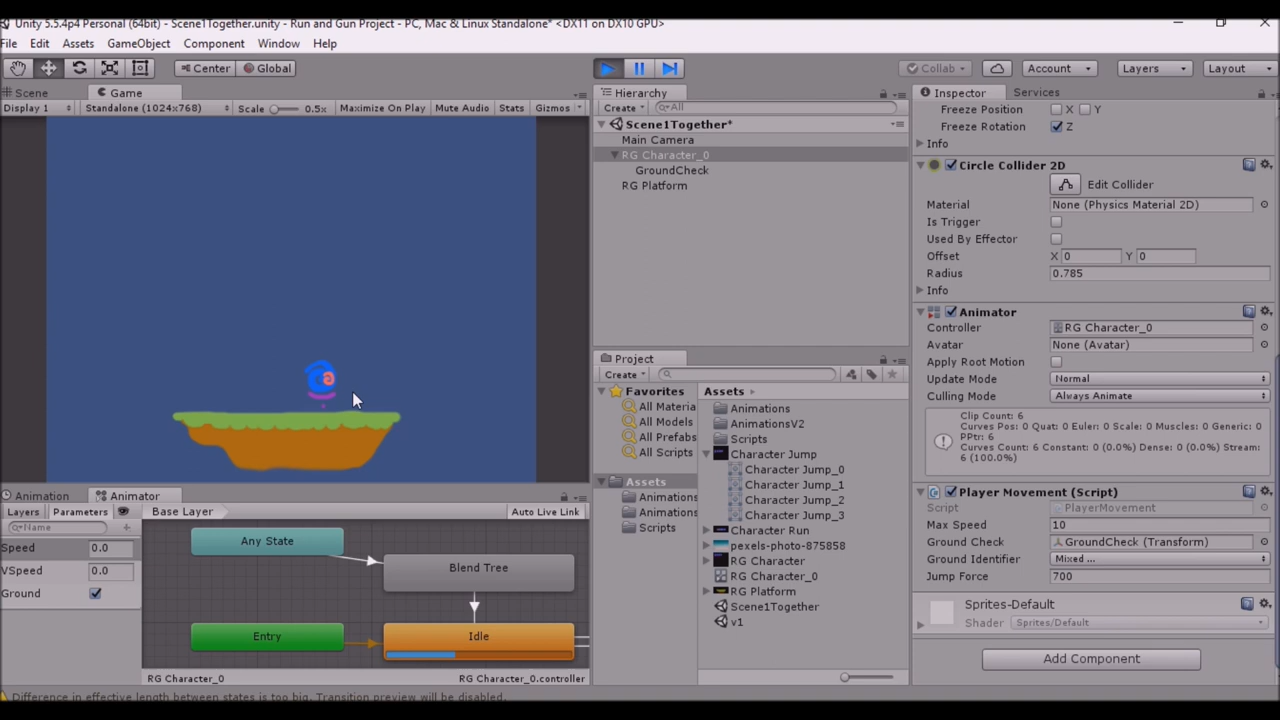 Unity 5.5.4p4 Personal (64bit) - Scene1Together.unity - Run and Gun Project - PC, Mac & Linux Standalone* <DX11 on DX10 GPU>
File Edit Assets GameObject Component Window Help
Center Global Collab Account Layers Layout
Scene Game
Display 1 Standalone (1024x768) Scale 0.5x Maximize On Play Mute Audio Stats Gizmos
Hierarchy
Create All
Scene1Together*
Main Camera
RG Character_0
GroundCheck
RG Platform
Inspector Services
Freeze Position X Y
Freeze Rotation Z
Info
Circle Collider 2D
Edit Collider
Material None (Physics Material 2D)
Is Trigger
Used By Effector
Offset X 0 Y 0
Radius 0.785
Info
Animator
Controller RG Character_0
Avatar None (Avatar)
Apply Root Motion
Update Mode Normal
Culling Mode Always Animate
Clip Count: 6
Curves Pos: 0 Quat: 0 Euler: 0 Scale: 0 Muscles: 0 Generic: 0
PPtr: 6
Curves Count: 6 Constant: 0 (0.0%) Dense: 0 (0.0%) Stream:
6 (100.0%)
Player Movement (Script)
Script PlayerMovement
Max Speed 10
Ground Check GroundCheck (Transform)
Ground Identifier Mixed ...
Jump Force 700
Sprites-Default
Shader Sprites/Default
Add Component
Project
Create
Favorites
All Materia
All Models
All Prefabs
All Scripts
Assets
Animations
Animations
Scripts
Assets
Animations
AnimationsV2
Scripts
Character Jump
Character Jump_0
Character Jump_1
Character Jump_2
Character Jump_3
Character Run
pexels-photo-875858
RG Character
RG Character_0
RG Platform
Scene1Together
v1
Animation Animator
Layers Parameters Base Layer Auto Live Link
Name
Speed 0.0
VSpeed 0.0
Ground
Any State
Blend Tree
Entry
Idle
RG Character_0 RG Character_0.controller
Difference in effective length between states is too big. Transition preview will be disabled.